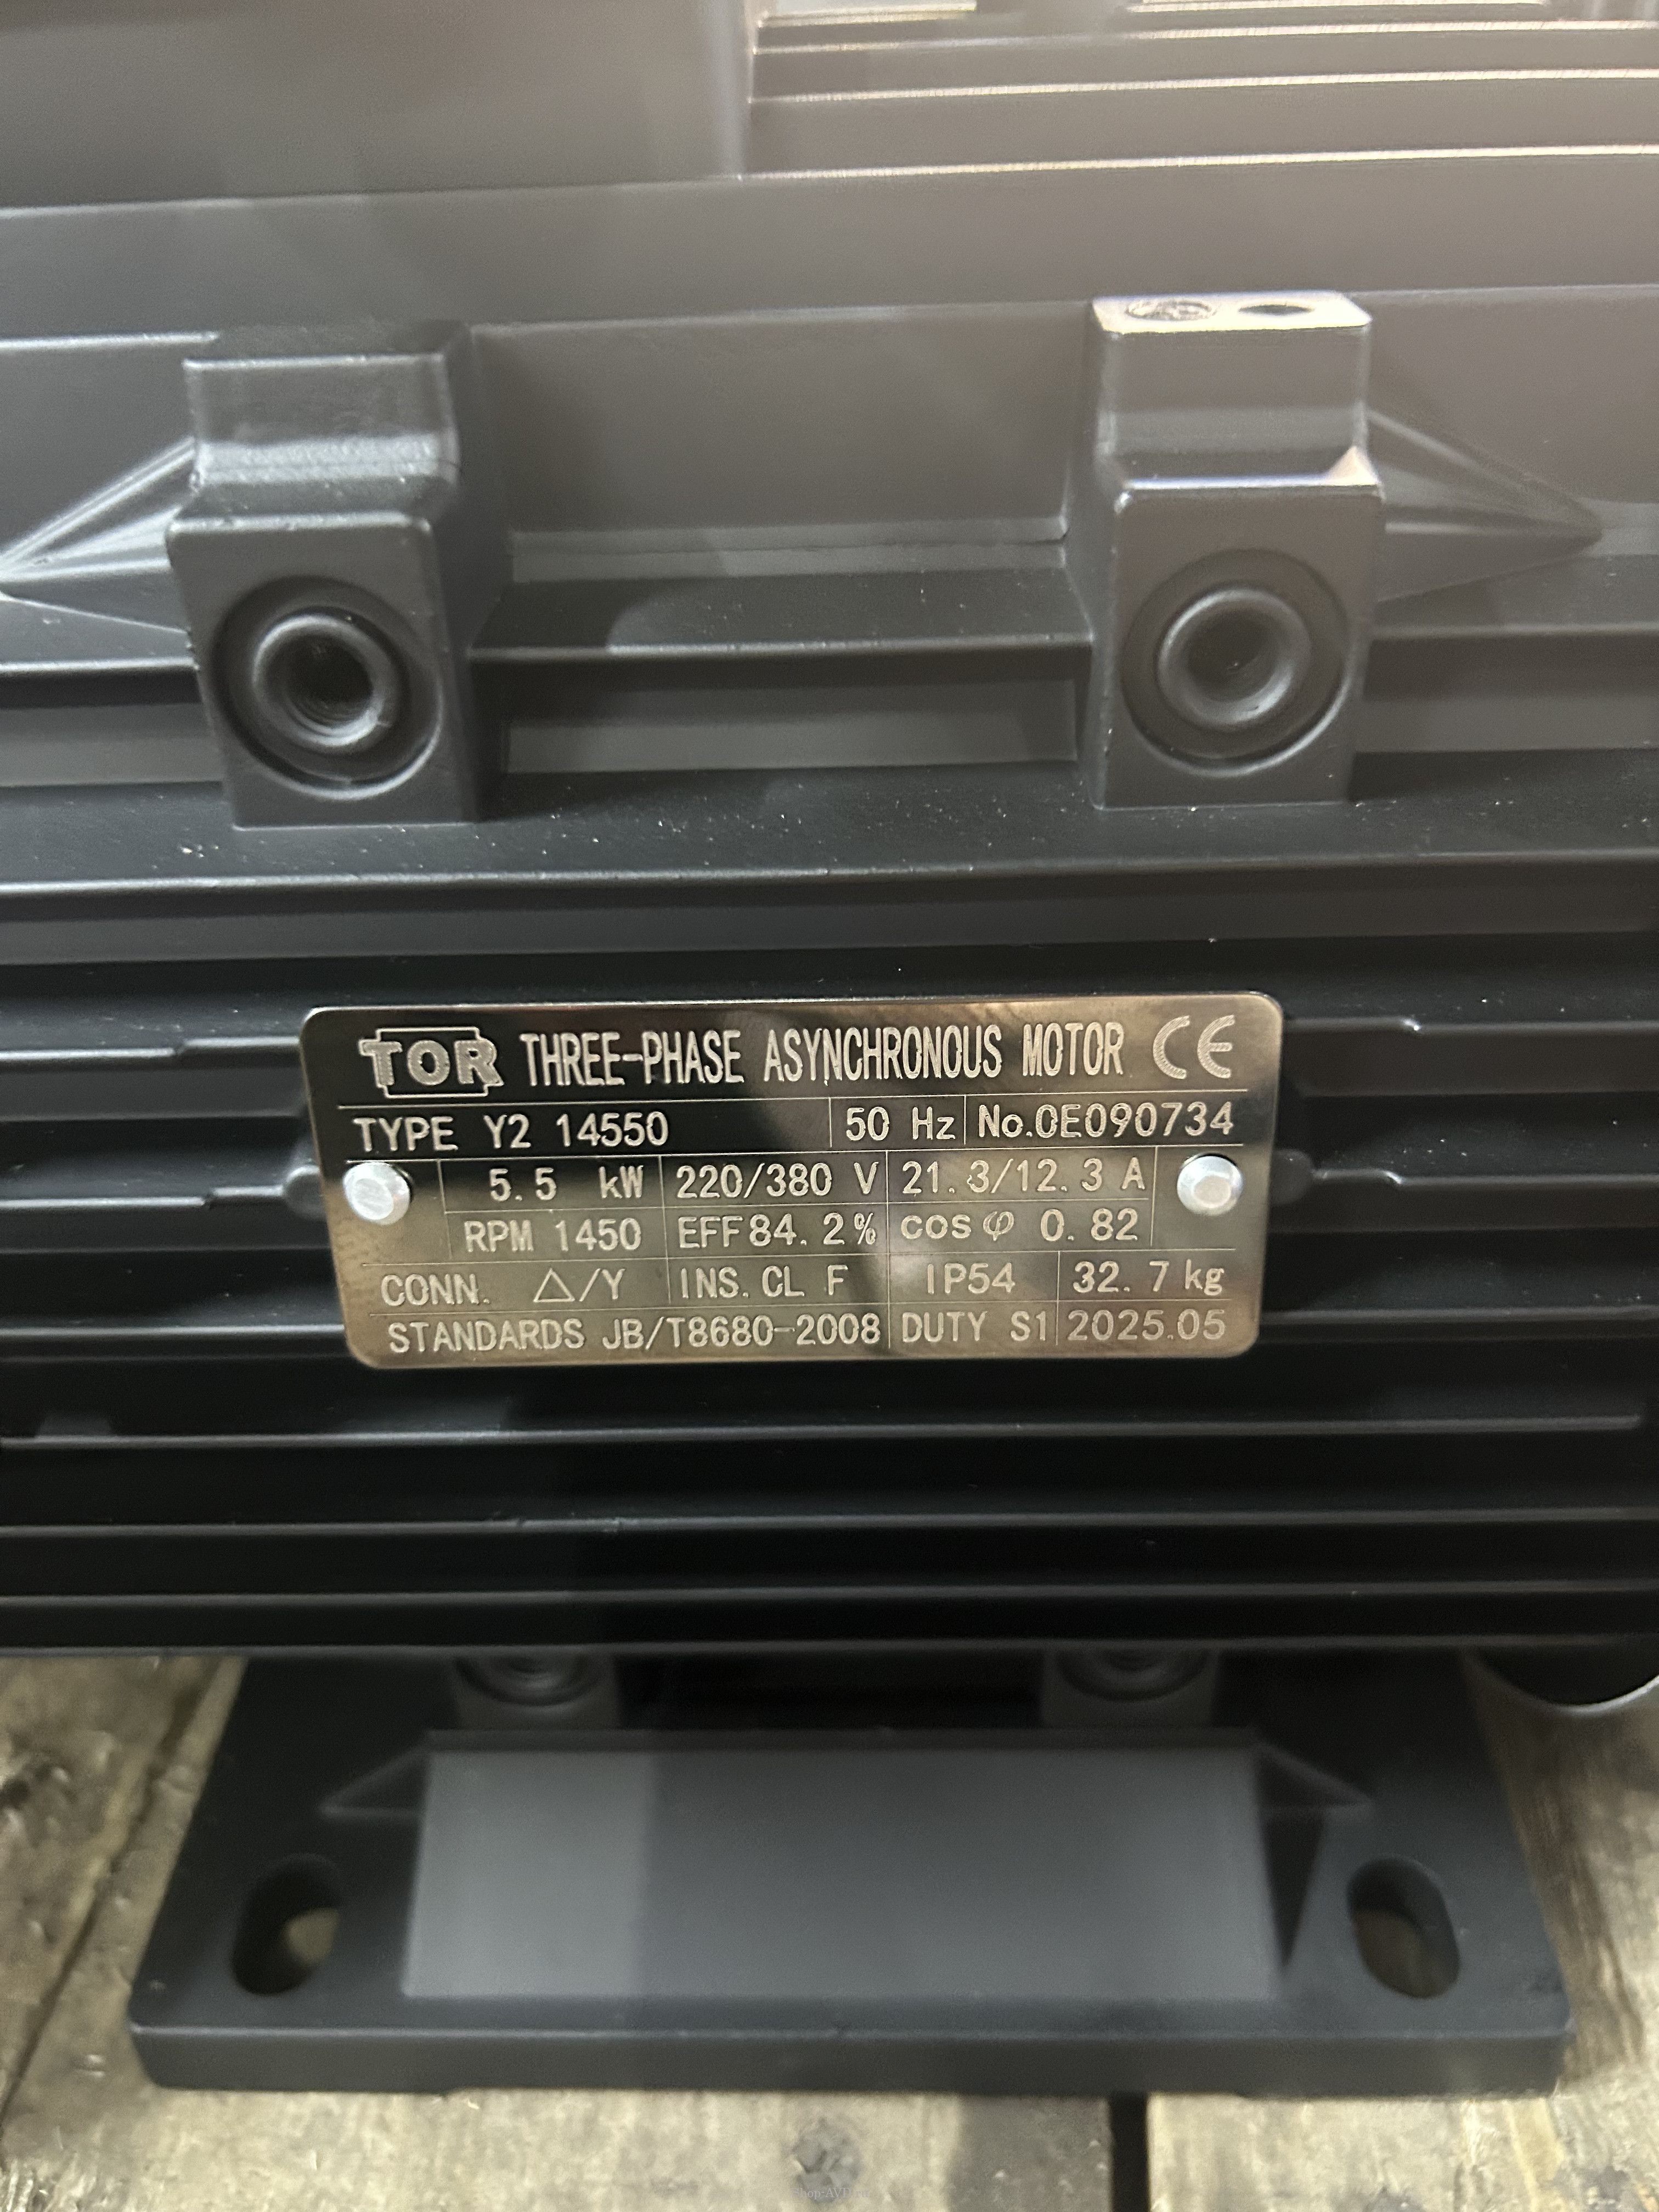 TOR THREE-PHASE ASYNCHRONOUS MOTOR CE
TYPE Y2 14550 50 Hz No.0E090734
5.5 kW 220/380 V 21.3/12.3 A
RPM 1450 EFF 84.2% cos φ 0.82
CONN. △/Y INS.CL F IP54 32.7 kg
STANDARDS JB/T8680-2008 DUTY S1 2025.05